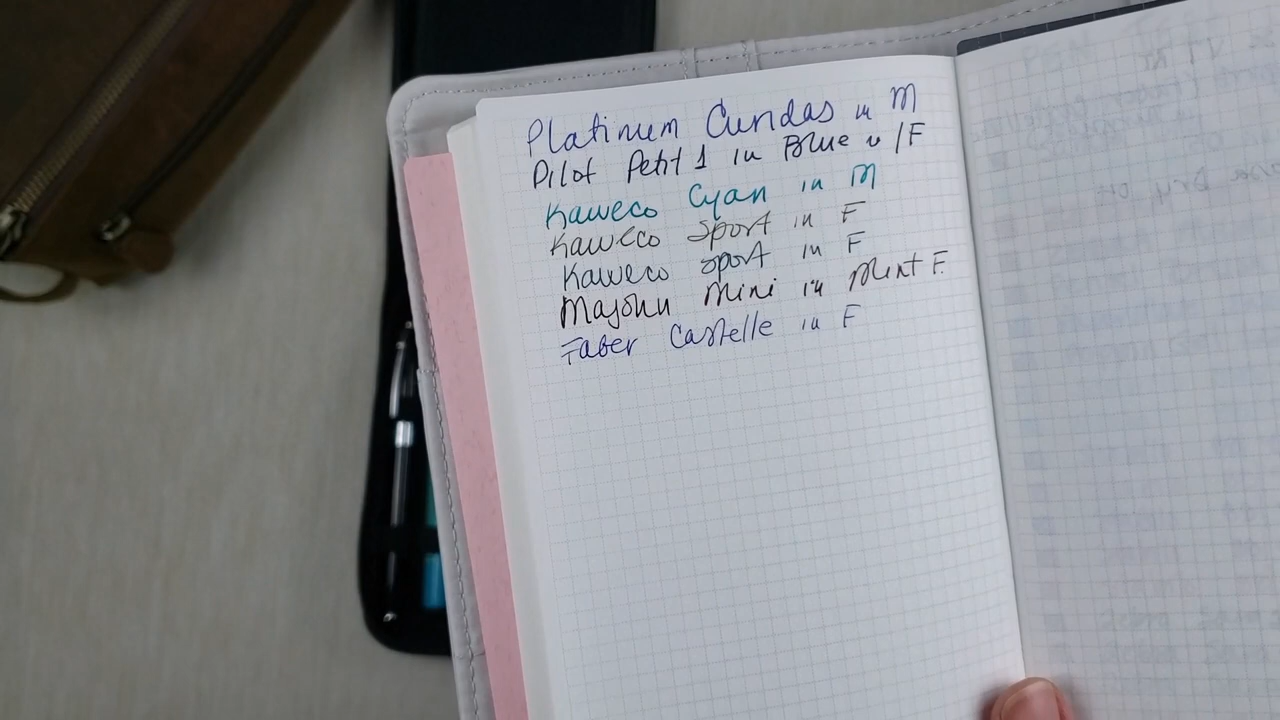 Platinum Curidas in M
Pilot Petit 1 in Blue w/F
Kaweco Cyan in M
Kaweco Sport in F
Kaweco Sport in F
Majohn Mini in Mint F.
Faber Castelle in F